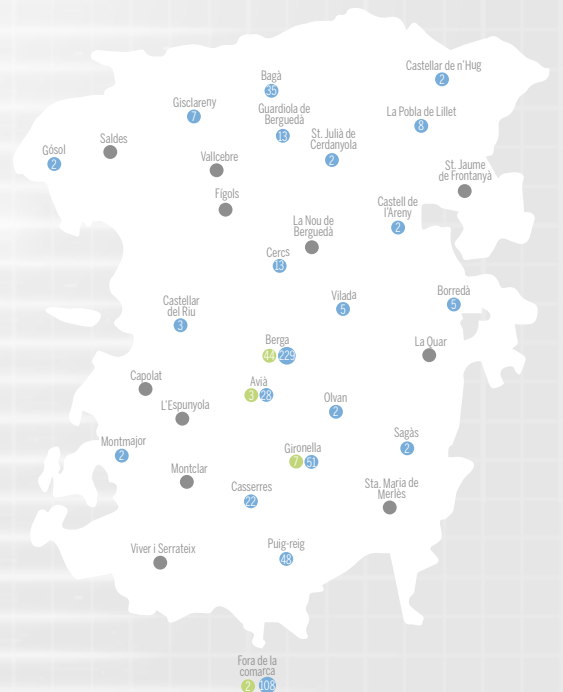 Castellar de n'Hug
2
Bagà
35
Gisclareny
7
Guardiola de
Berguedà
13
La Pobla de Lillet
8
St. Julià de
Cerdanyola
2
Saldes
Gósol
2
Vallcebre
St. Jaume
de Frontanyà
Fígols
Castell de
l'Areny
2
La Nou de
Berguedà
Cercs
13
Vilada
5
Borredà
5
Castellar
del Riu
3
Berga
44 229
La Quar
Capolat
Avià
3 28
L'Espunyola
Olvan
2
Montmajor
2
Gironella
7 51
Sagàs
2
Montclar
Casserres
22
Sta. Maria de
Merlès
Viver i Serrateix
Puig-reig
48
Fora de la
comarca
2 108